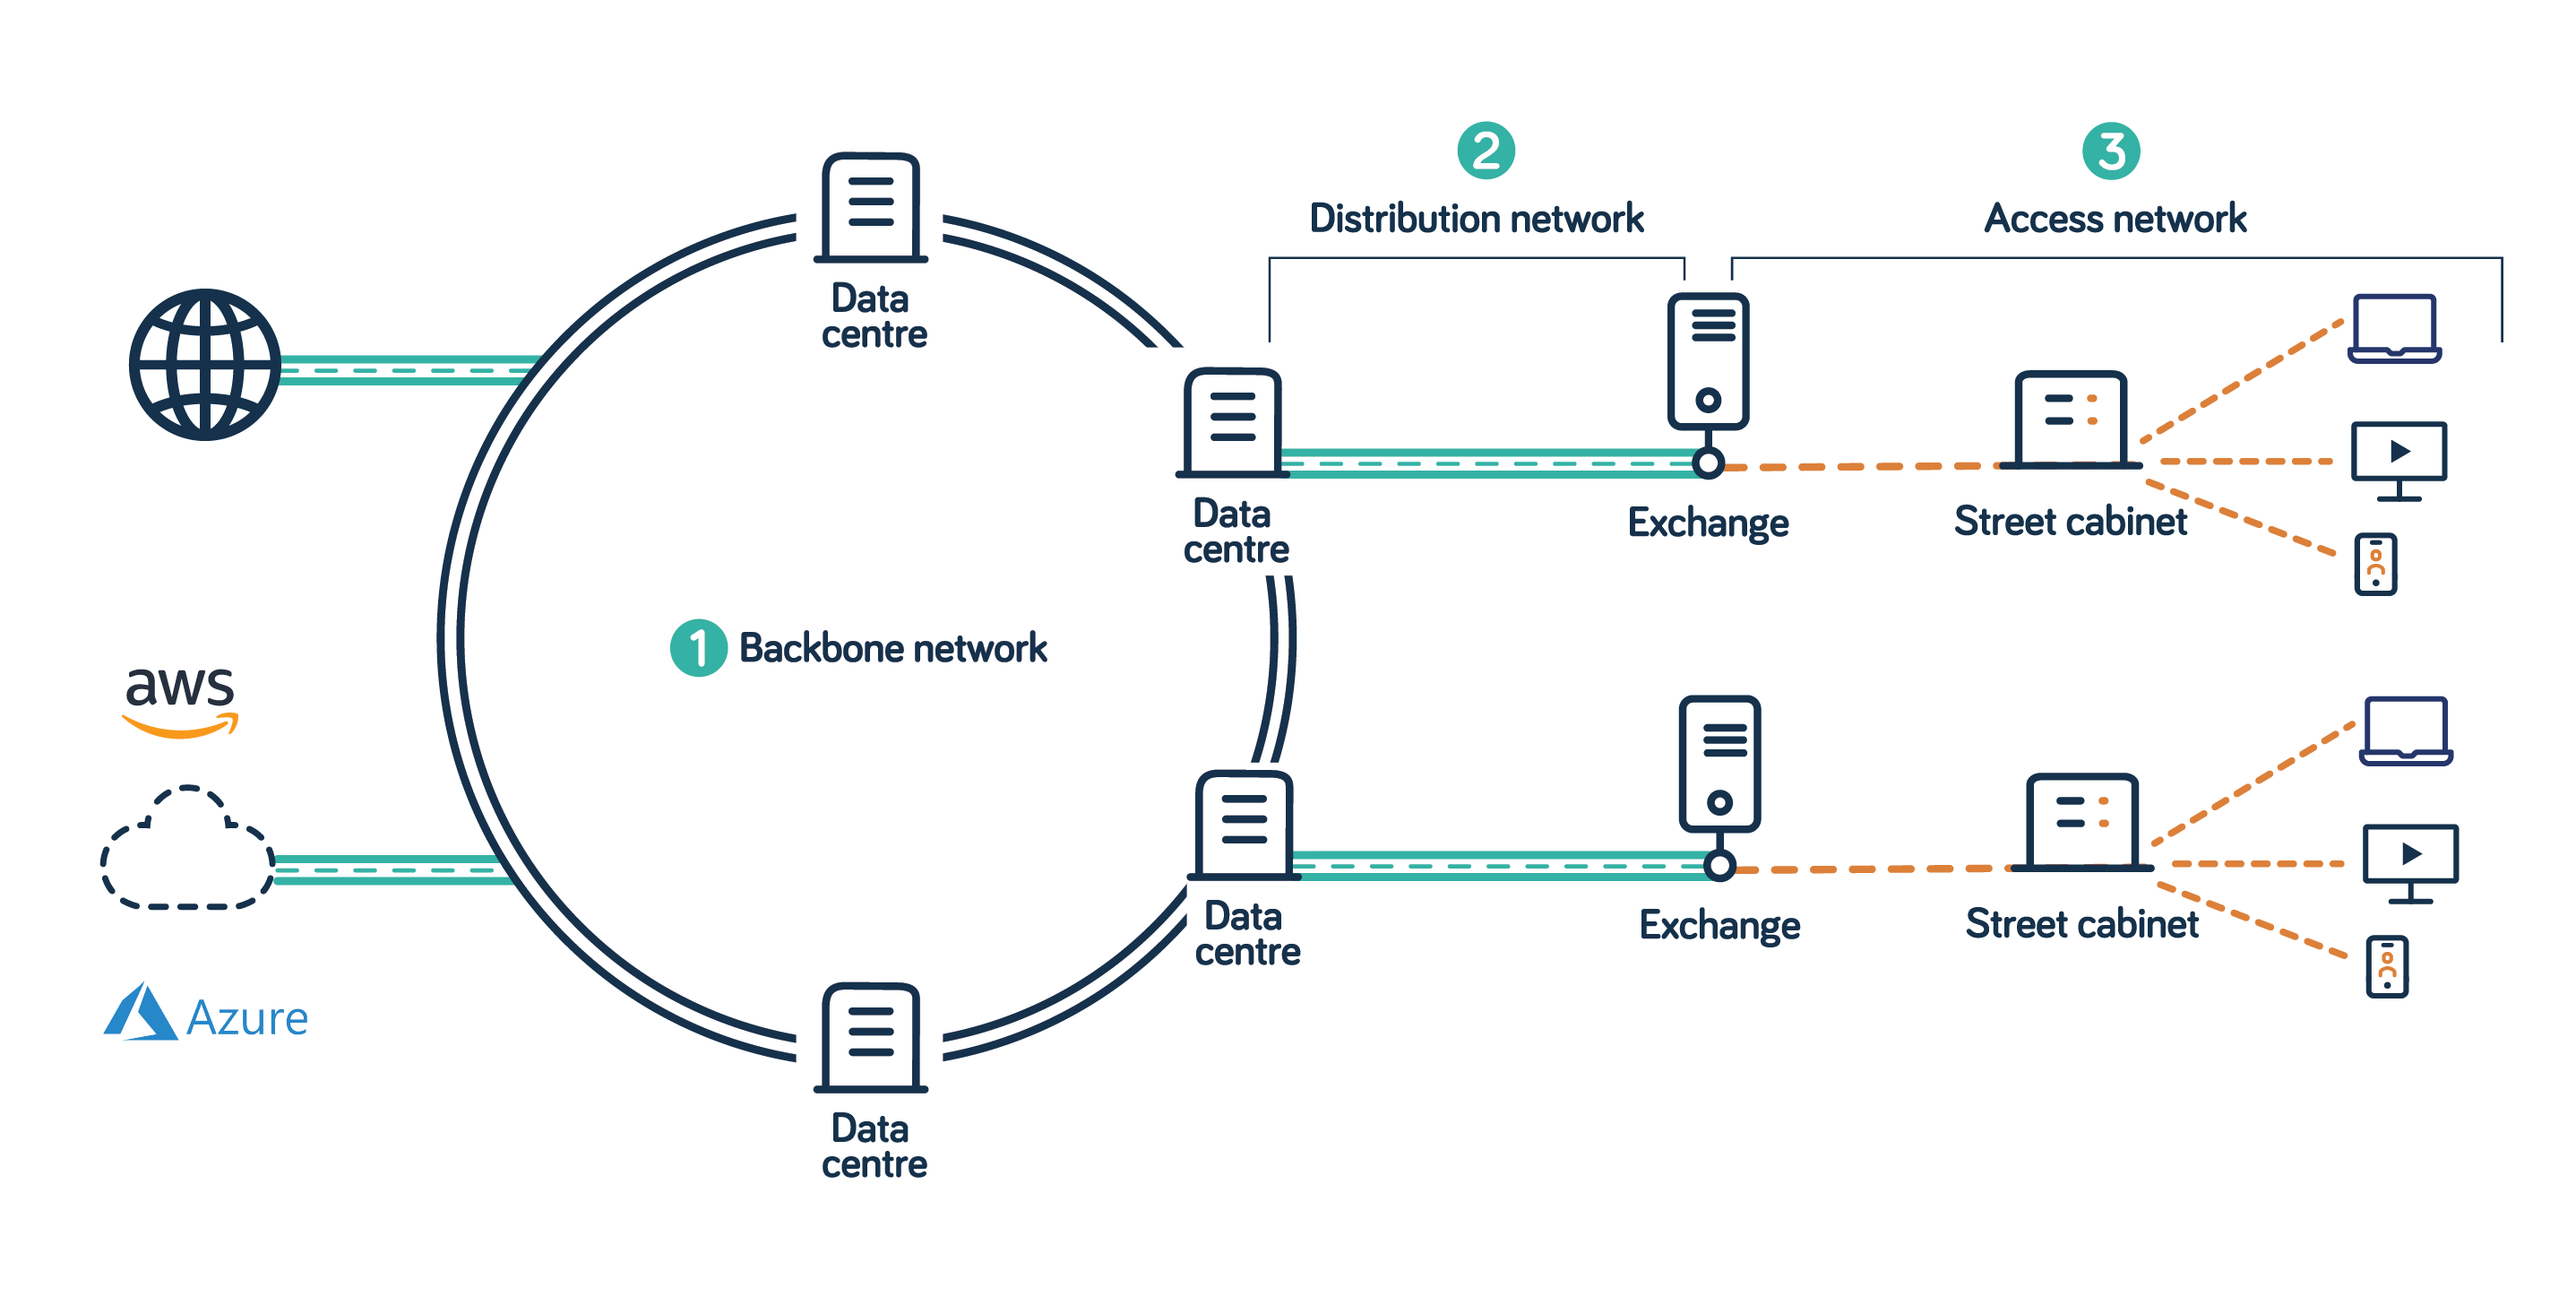 2
Distribution network
3
Access network
Data
centre
Data
centre
Exchange
Street cabinet
1 Backbone network
aws
Azure
Data
centre
Exchange
Street cabinet
Data
centre